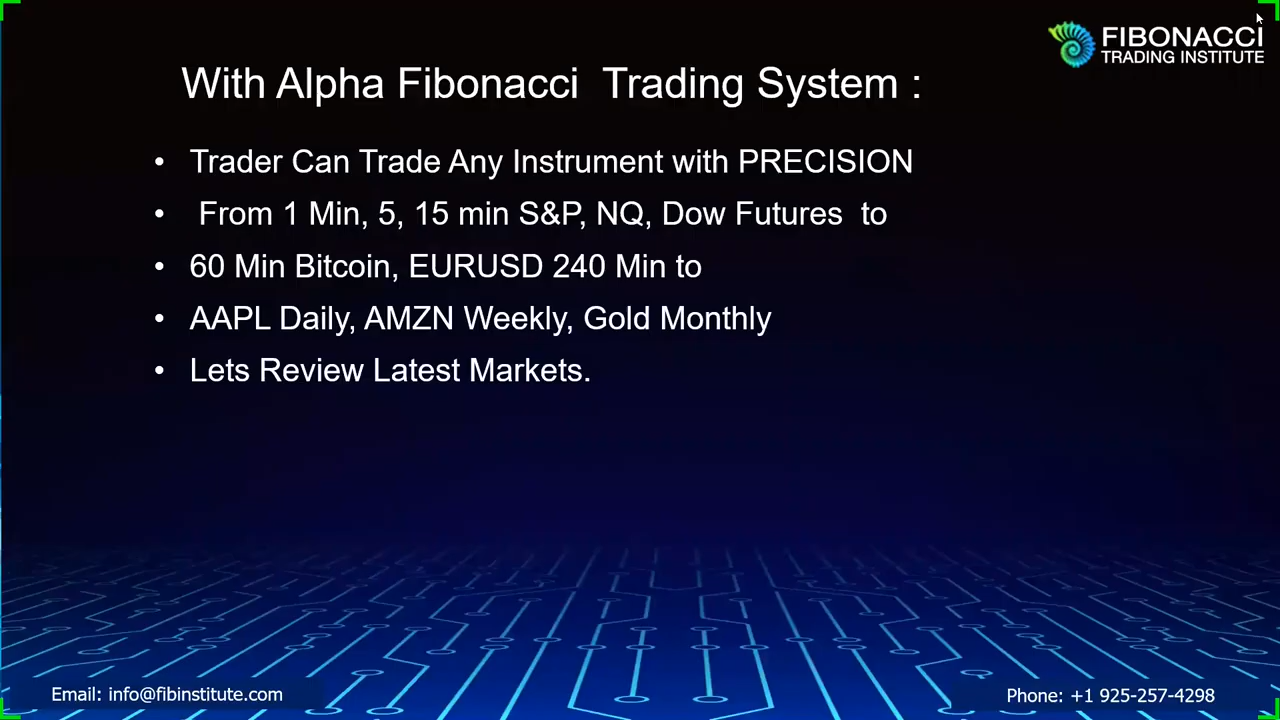 FIBONACCI
TRADING INSTITUTE
With Alpha Fibonacci  Trading System :
• Trader Can Trade Any Instrument with PRECISION
•  From 1 Min, 5, 15 min S&P, NQ, Dow Futures  to
• 60 Min Bitcoin, EURUSD 240 Min to
• AAPL Daily, AMZN Weekly, Gold Monthly
• Lets Review Latest Markets.
Email: info@fibinstitute.com
Phone: +1 925-257-4298